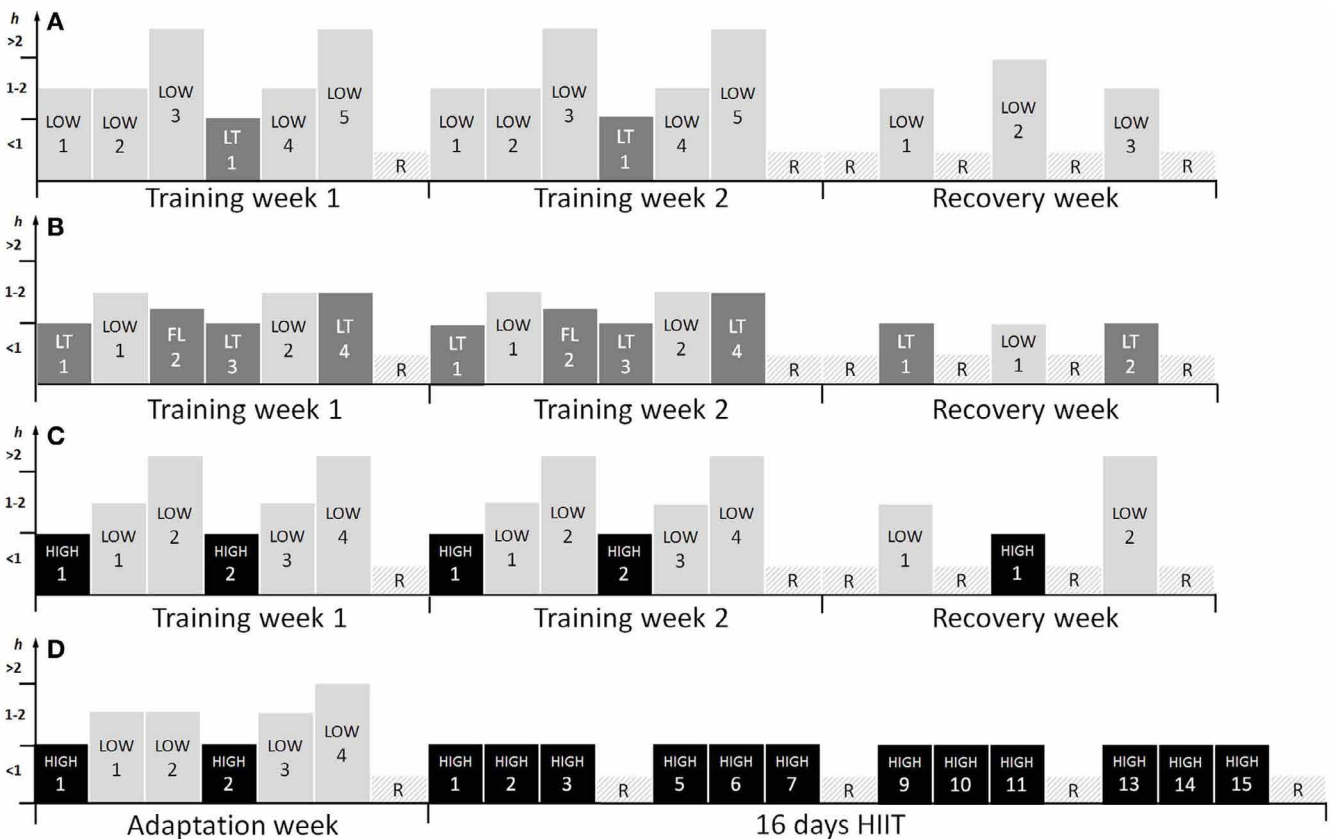 h A
>2
1-2
<1
LOW 1 LOW 2 LOW 3 LT 1 LOW 4 LOW 5 R LOW 1 LOW 2 LOW 3 LT 1 LOW 4 LOW 5 R R LOW 1 R LOW 2 R LOW 3 R
Training week 1 Training week 2 Recovery week
h B
>2
1-2
<1
LT 1 LOW 1 FL 2 LT 3 LOW 2 LT 4 R LT 1 LOW 1 FL 2 LT 3 LOW 2 LT 4 R R LT 1 R LOW 1 R LT 2 R
Training week 1 Training week 2 Recovery week
h C
>2
1-2
<1
HIGH 1 LOW 1 LOW 2 HIGH 2 LOW 3 LOW 4 R HIGH 1 LOW 1 LOW 2 HIGH 2 LOW 3 LOW 4 R R LOW 1 R HIGH 1 R LOW 2 R
Training week 1 Training week 2 Recovery week
h D
>2
1-2
<1
HIGH 1 LOW 1 LOW 2 HIGH 2 LOW 3 LOW 4 R HIGH 1 HIGH 2 HIGH 3 R HIGH 5 HIGH 6 HIGH 7 R HIGH 9 HIGH 10 HIGH 11 R HIGH 13 HIGH 14 HIGH 15 R
Adaptation week 16 days HIIT